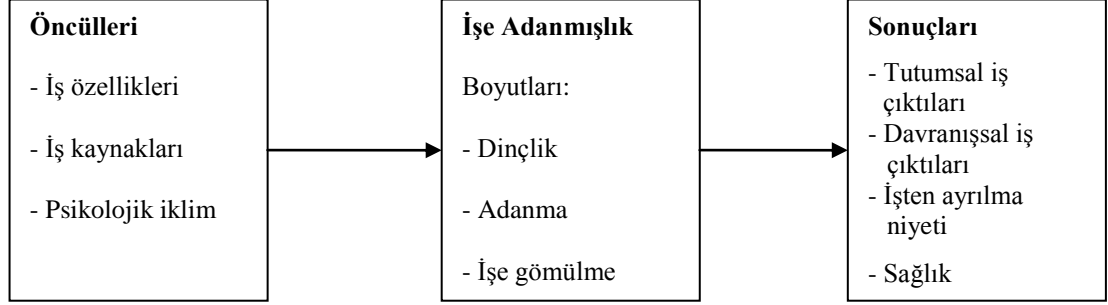 Öncülleri
- İş özellikleri
- İş kaynakları
- Psikolojik iklim
İşe Adanmışlık
Boyutları:
- Dinçlik
- Adanma
- İşe gömülme
Sonuçları
- Tutumsal iş
çıktıları
- Davranışsal iş
çıktıları
- İşten ayrılma
niyeti
- Sağlık